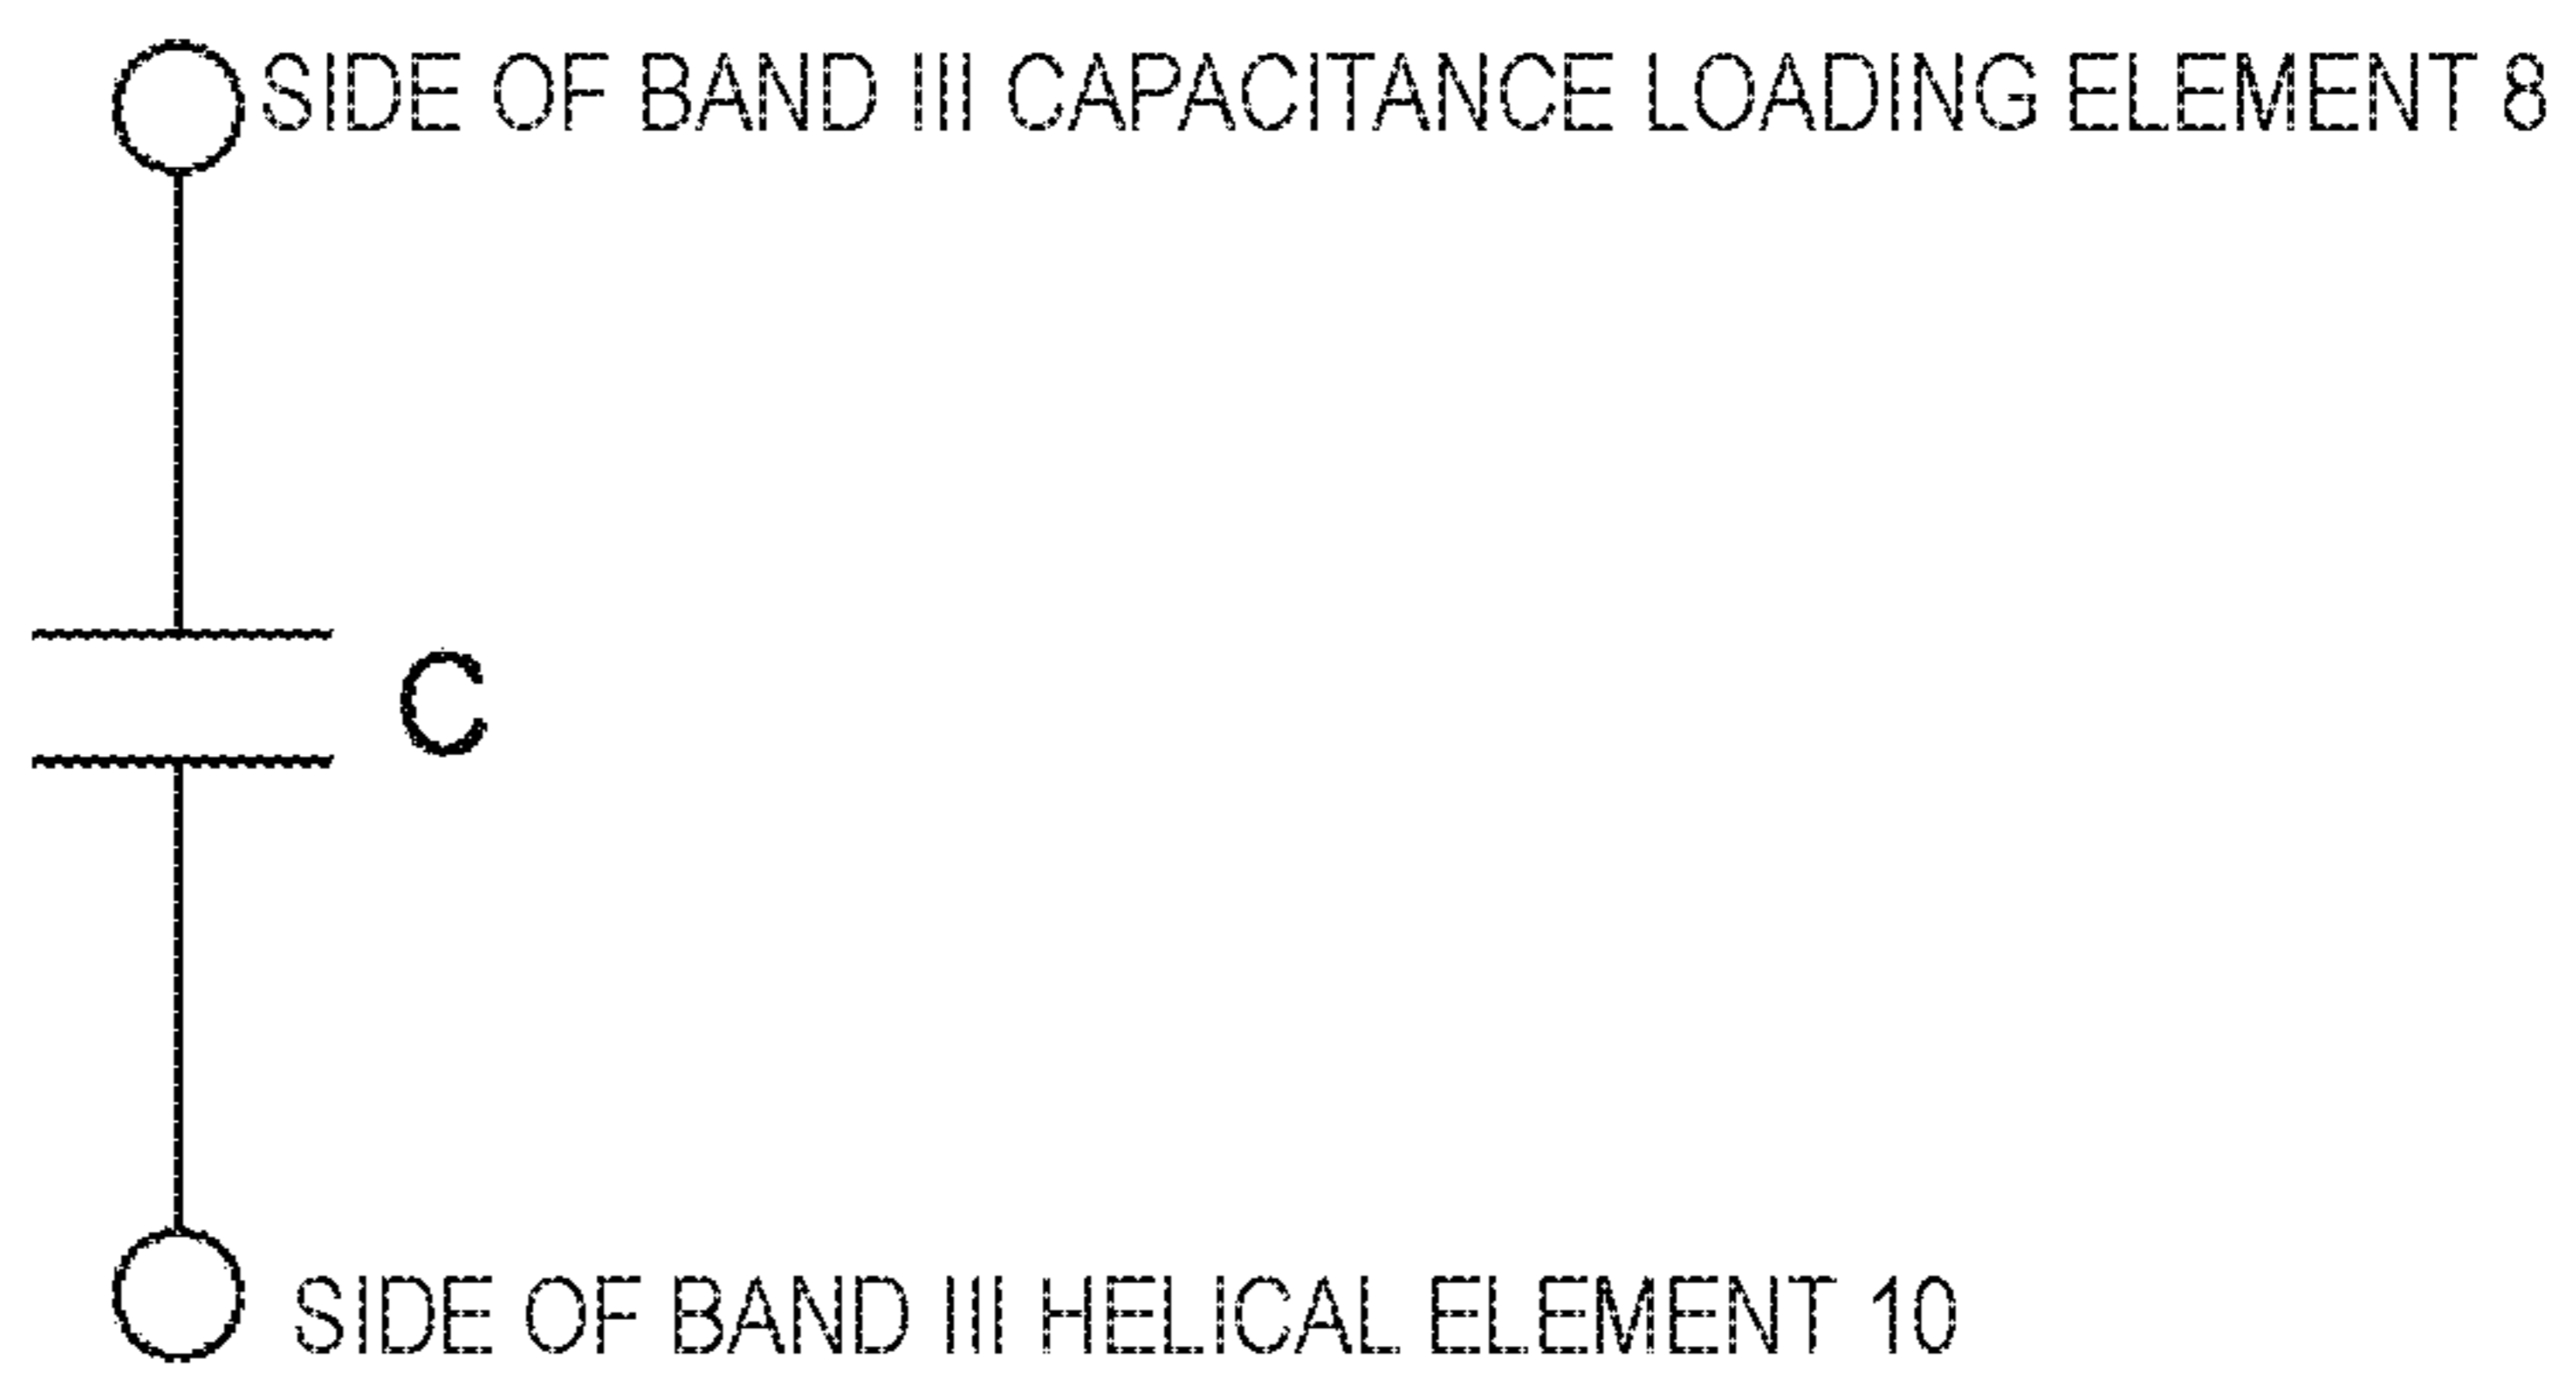 SIDE OF BAND III CAPACITANCE LOADING ELEMENT 8
C
SIDE OF BAND III HELICAL ELEMENT 10